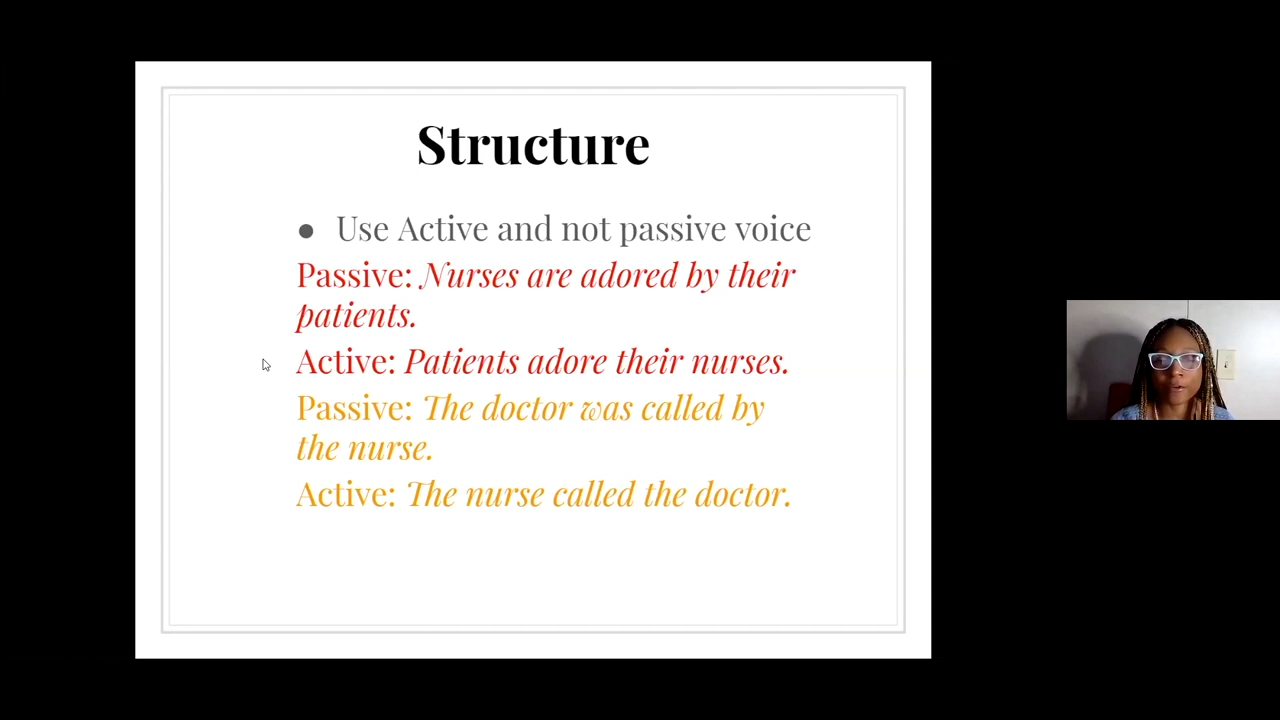 Structure
● Use Active and not passive voice
Passive: Nurses are adored by their
patients.
Active: Patients adore their nurses.
Passive: The doctor was called by
the nurse.
Active: The nurse called the doctor.